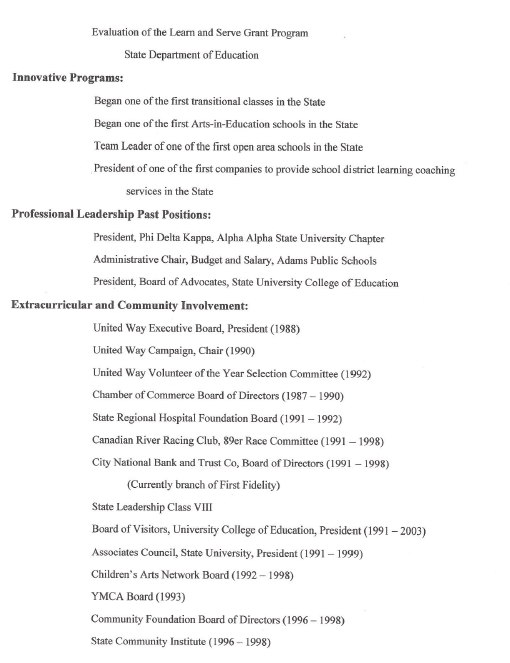 Evaluation of the Learn and Serve Grant Program
State Department of Education
Innovative Programs:
Began one of the first transitional classes in the State
Began one of the first Arts-in-Education schools in the State
Team Leader of one of the first open area schools in the State
President of one of the first companies to provide school district learning coaching
services in the State
Professional Leadership Past Positions:
President, Phi Delta Kappa, Alpha Alpha State University Chapter
Administrative Chair, Budget and Salary, Adams Public Schools
President, Board of Advocates, State University College of Education
Extracurricular and Community Involvement:
United Way Executive Board, President (1988)
United Way Campaign, Chair (1990)
United Way Volunteer of the Year Selection Committee (1992)
Chamber of Commerce Board of Directors (1987 – 1990)
State Regional Hospital Foundation Board (1991 – 1992)
Canadian River Racing Club, 89er Race Committee (1991 – 1998)
City National Bank and Trust Co, Board of Directors (1991 – 1998)
(Currently branch of First Fidelity)
State Leadership Class VIII
Board of Visitors, University College of Education, President (1991 – 2003)
Associates Council, State University, President (1991 – 1999)
Children's Arts Network Board (1992 – 1998)
YMCA Board (1993)
Community Foundation Board of Directors (1996 – 1998)
State Community Institute (1996 – 1998)